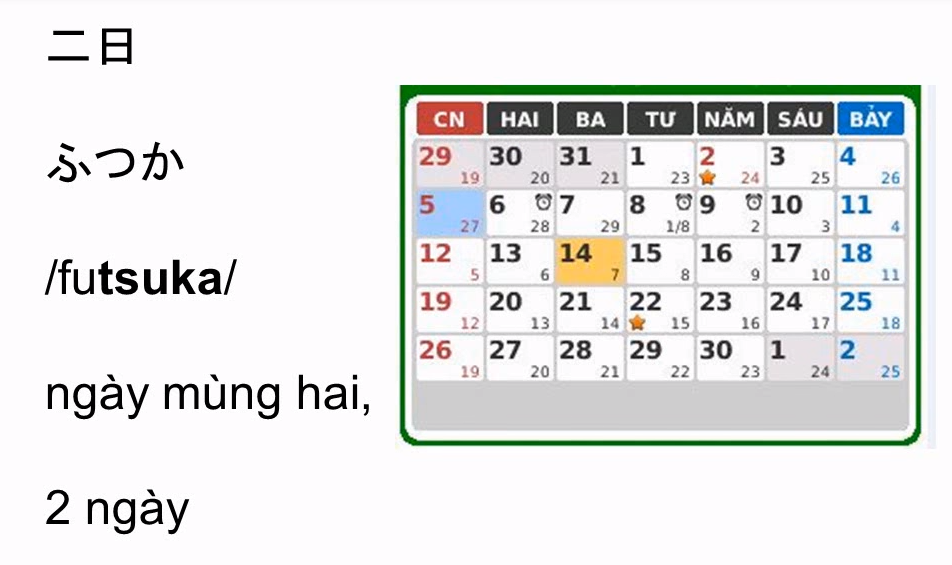 二日
ふつか
/futsuka/
ngày mùng hai,
2 ngày
CN HAI BA TƯ NĂM SÁU BẢY
29 30 31 1 2 3 4
19 20 21 23 24 25 26
5 6 7 8 9 10 11
27 28 29 1/8 2 3 4
12 13 14 15 16 17 18
5 6 7 8 9 10 11
19 20 21 22 23 24 25
12 13 14 15 16 17 18
26 27 28 29 30 1 2
19 20 21 22 23 24 25